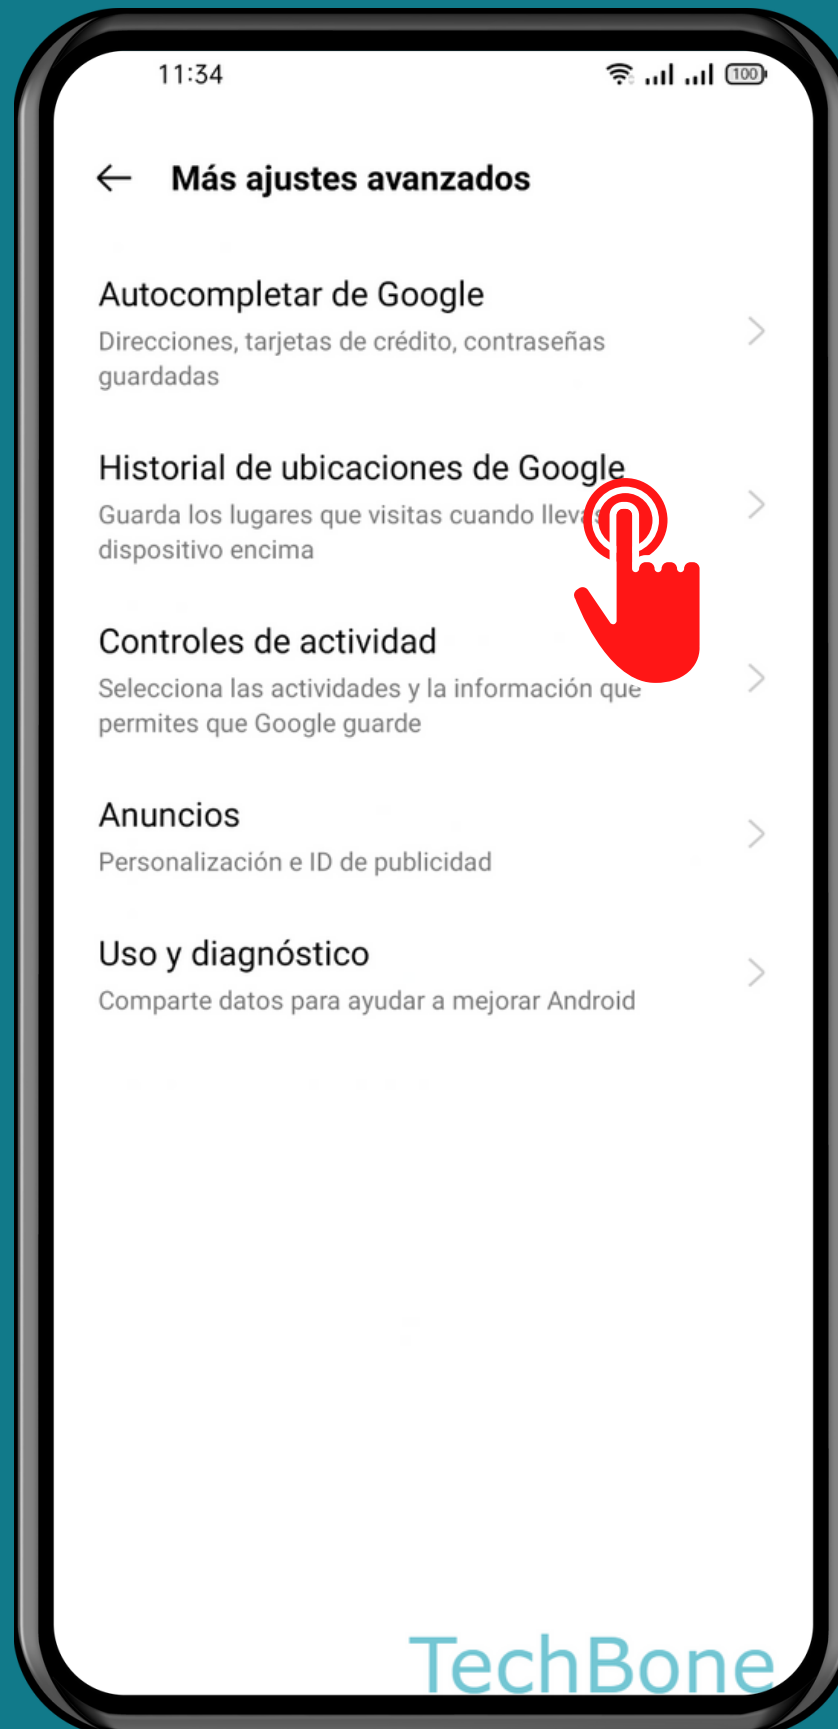 11:34
100
Más ajustes avanzados
Autocompletar de Google
Direcciones, tarjetas de crédito, contraseñas
guardadas
Historial de ubicaciones de Google
Guarda los lugares que visitas cuando llevas
dispositivo encima
Controles de actividad
Selecciona las actividades y la información que
permites que Google guarde
Anuncios
Personalización e ID de publicidad
Uso y diagnóstico
Comparte datos para ayudar a mejorar Android
TechBone